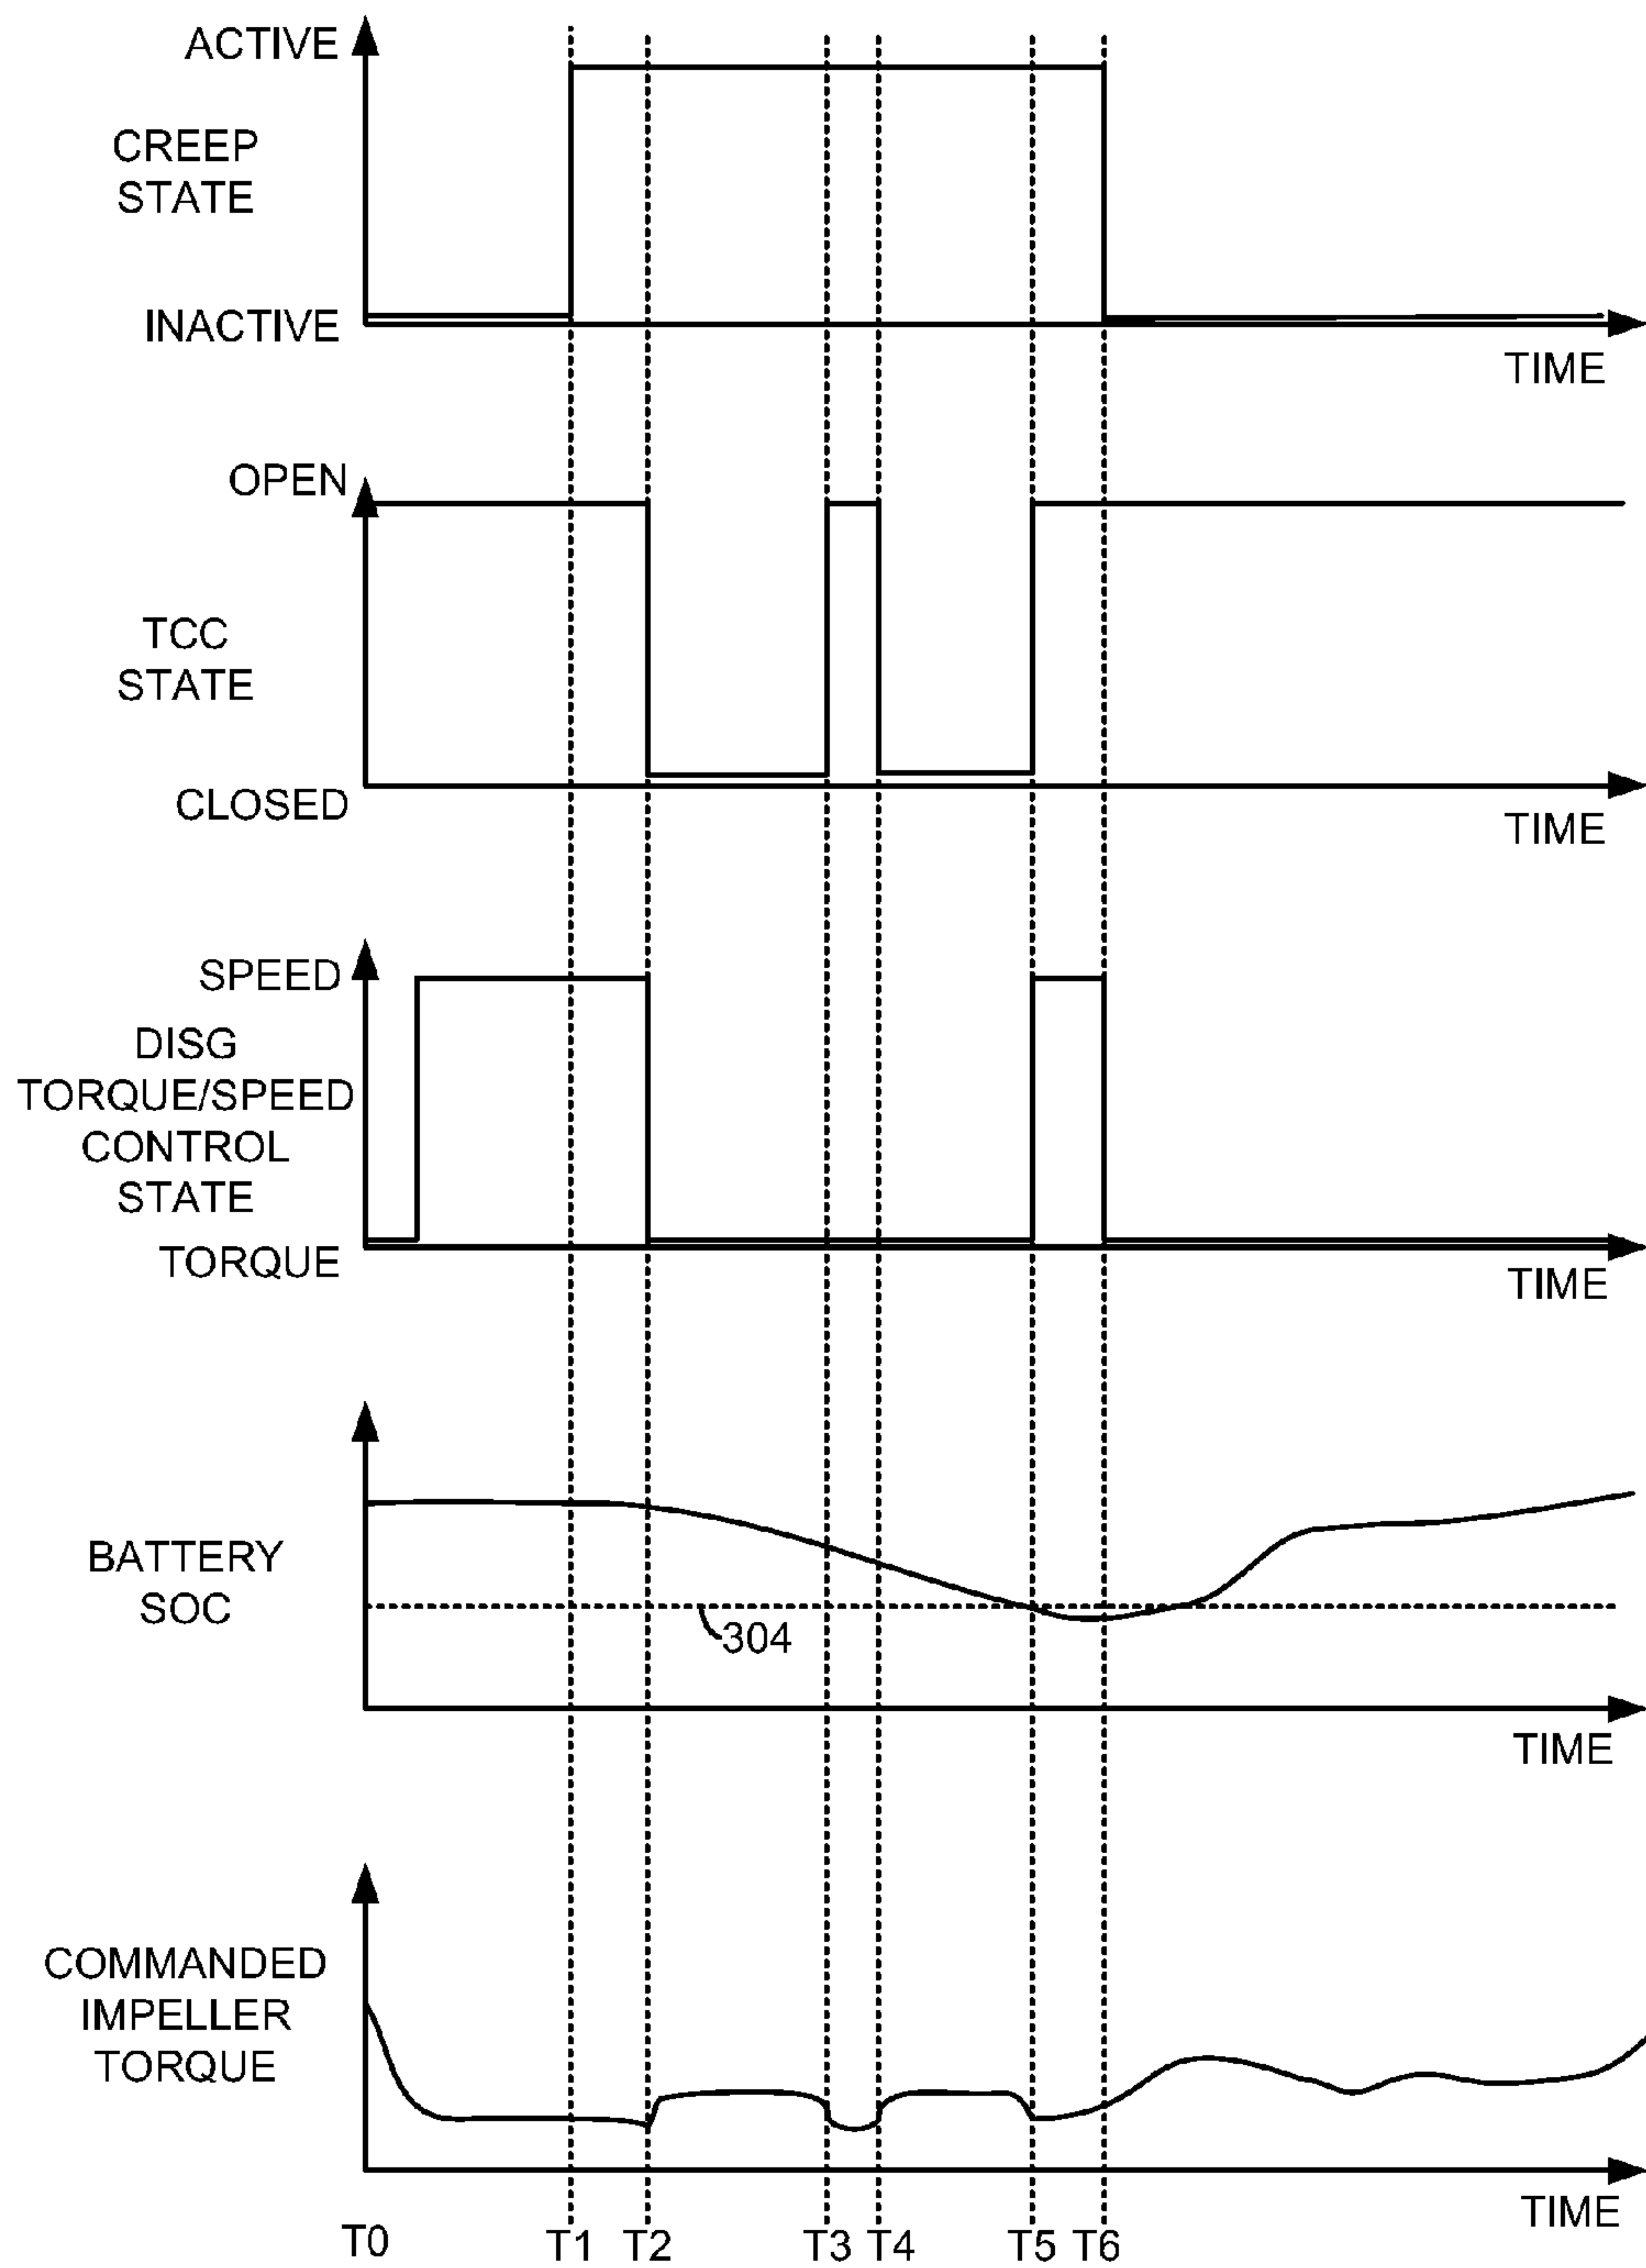 ACTIVE
CREEP
STATE
INACTIVE
TIME
OPEN
TCC
STATE
CLOSED
TIME
SPEED
DISG
TORQUE/SPEED
CONTROL
STATE
TORQUE
TIME
BATTERY
SOC
304
TIME
COMMANDED
IMPELLER
TORQUE
TIME
T0 T1 T2 T3 T4 T5 T6